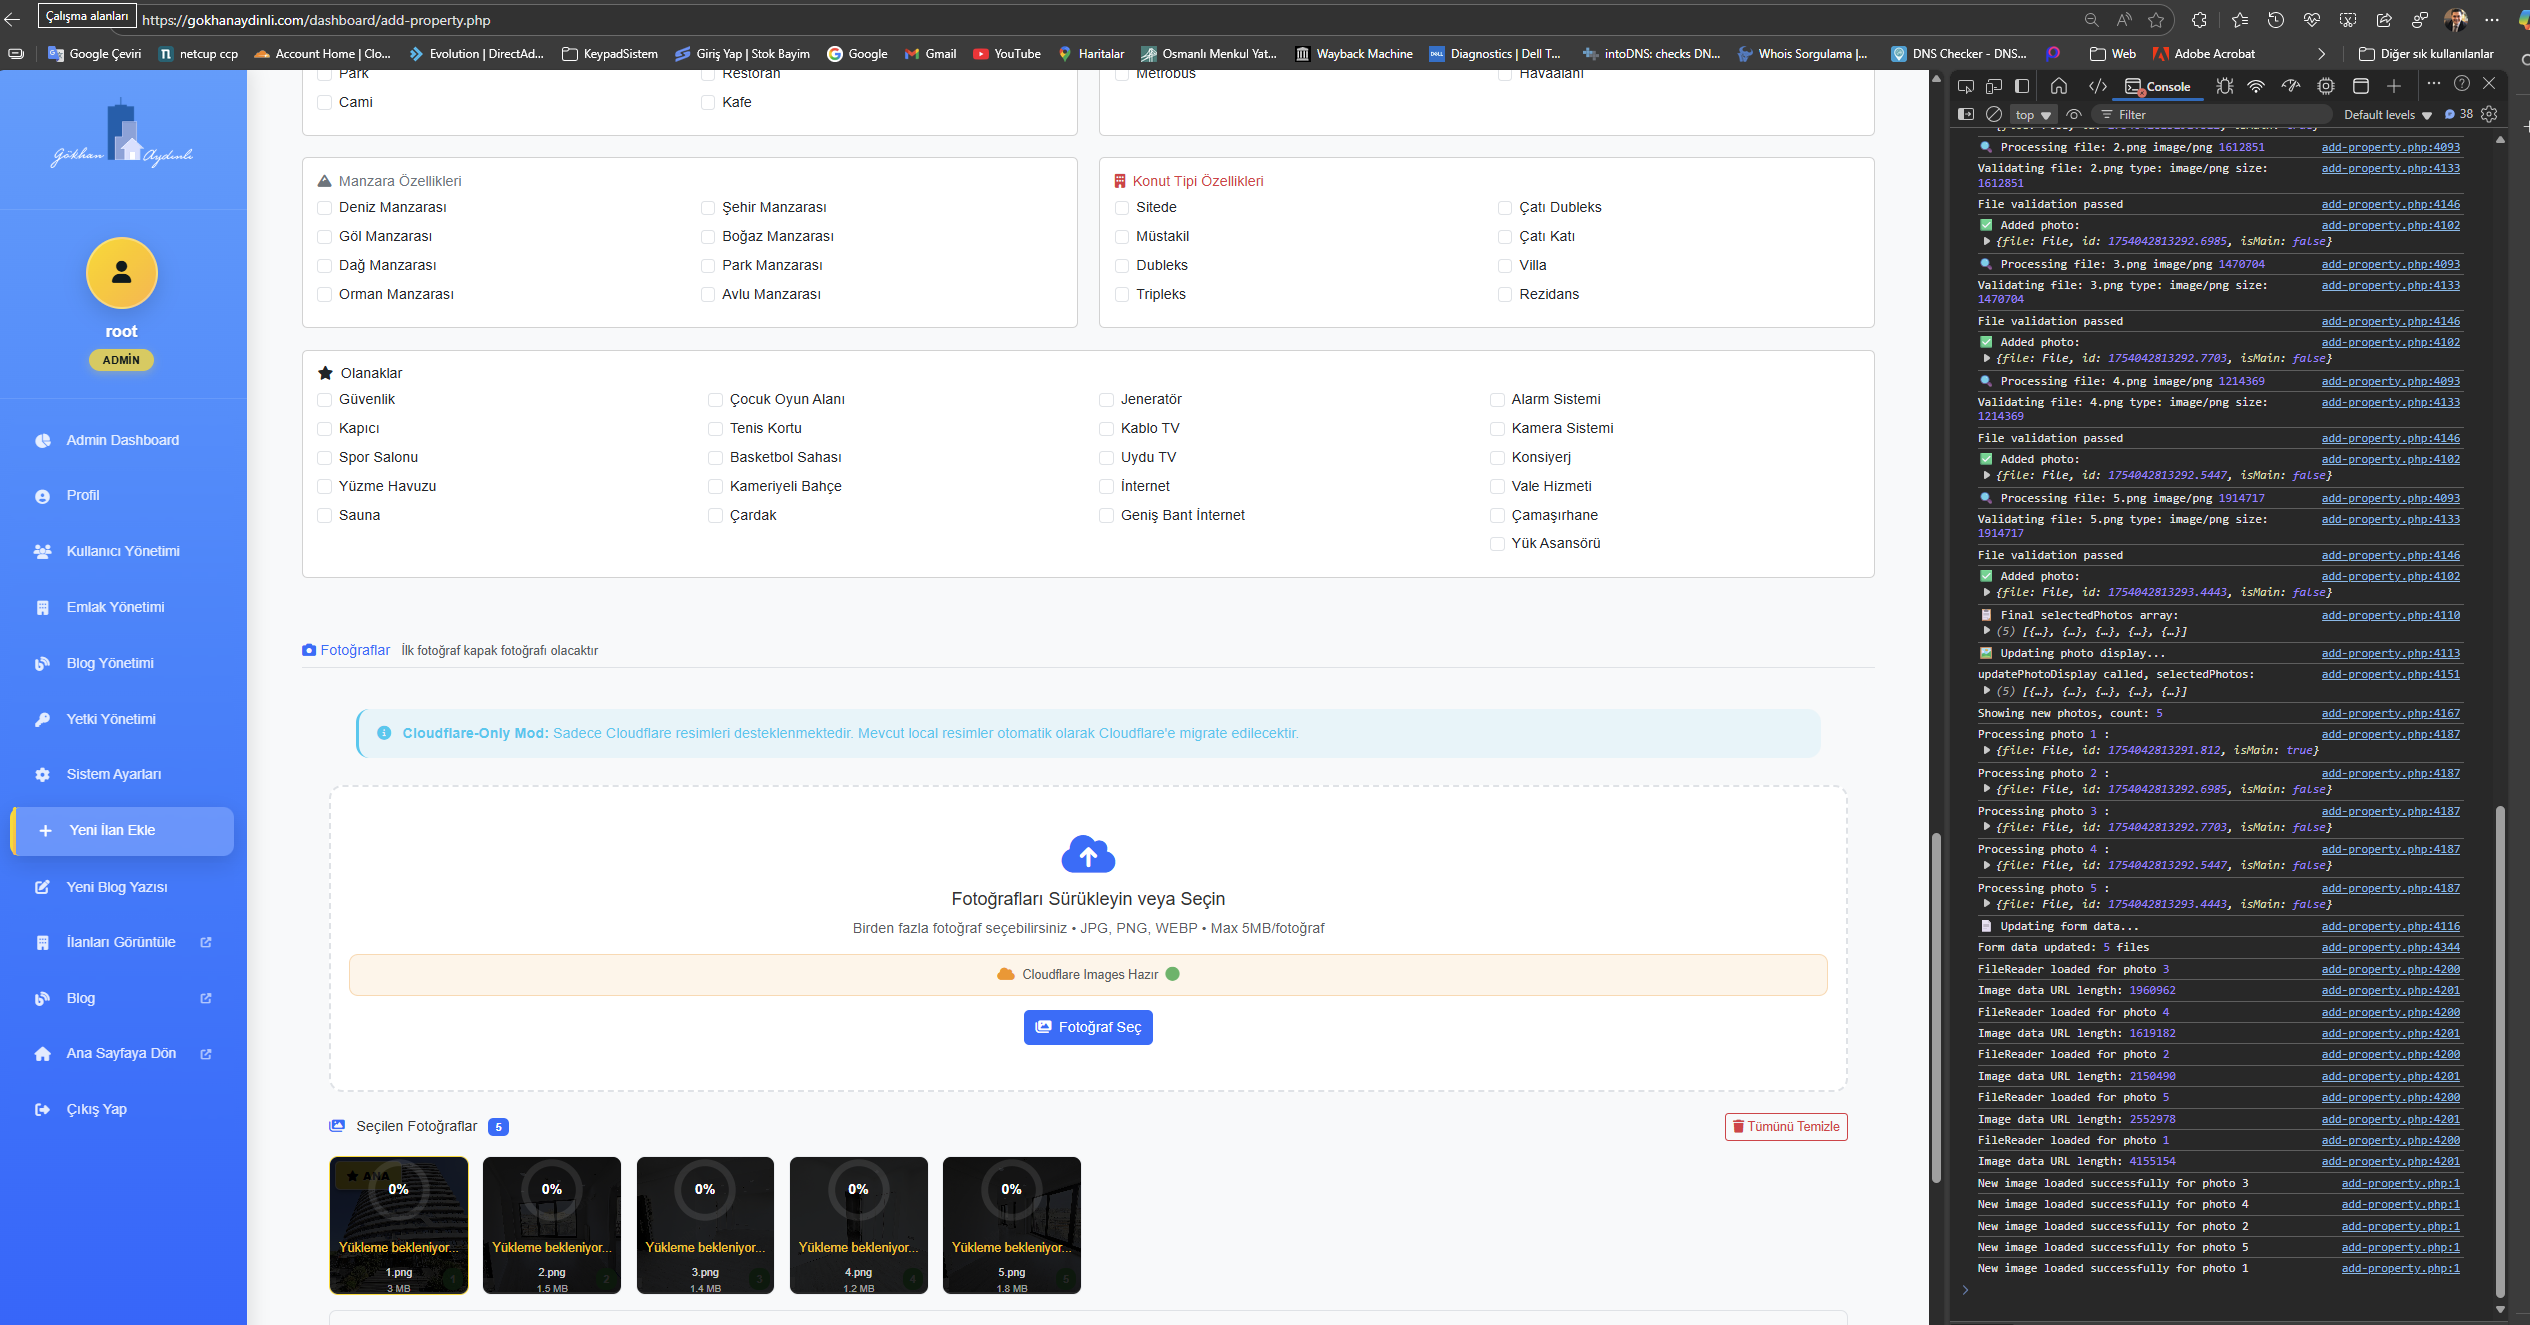 Çalışma alanları
https://gokhanaydinli.com/dashboard/add-property.php
Google Çeviri
netcup ccp
Account Home | Clo...
Evolution | DirectAd...
KeypadSistem
Giriş Yap | Stok Bayim
Google
Gmail
YouTube
Haritalar
Osmanlı Menkul Yat...
Wayback Machine
Diagnostics | Dell T...
intoDNS: checks DN...
Whois Sorgulama |...
DNS Checker - DNS...
Web
Adobe Acrobat
Diğer sık kullanılanlar
Gökhan Aydınlı
root
ADMİN
Admin Dashboard
Profil
Kullanıcı Yönetimi
Emlak Yönetimi
Blog Yönetimi
Yetki Yönetimi
Sistem Ayarları
Yeni İlan Ekle
Yeni Blog Yazısı
İlanları Görüntüle
Blog
Ana Sayfaya Dön
Çıkış Yap
Park
Restoran
Cami
Kafe
Metrobüs
Havaalanı
Manzara Özellikleri
Deniz Manzarası
Şehir Manzarası
Göl Manzarası
Boğaz Manzarası
Dağ Manzarası
Park Manzarası
Orman Manzarası
Avlu Manzarası
Konut Tipi Özellikleri
Sitede
Çatı Dubleks
Müstakil
Çatı Katı
Dubleks
Villa
Tripleks
Rezidans
Olanaklar
Güvenlik
Çocuk Oyun Alanı
Jeneratör
Alarm Sistemi
Kapıcı
Tenis Kortu
Kablo TV
Kamera Sistemi
Spor Salonu
Basketbol Sahası
Uydu TV
Konsiyerj
Yüzme Havuzu
Kameriyeli Bahçe
İnternet
Vale Hizmeti
Sauna
Çardak
Geniş Bant İnternet
Çamaşırhane
Yük Asansörü
Fotoğraflar İlk fotoğraf kapak fotoğrafı olacaktır
Cloudflare-Only Mod: Sadece Cloudflare resimleri desteklenmektedir. Mevcut local resimler otomatik olarak Cloudflare'e migrate edilecektir.
Fotoğrafları Sürükleyin veya Seçin
Birden fazla fotoğraf seçebilirsiniz • JPG, PNG, WEBP • Max 5MB/fotoğraf
Cloudflare Images Hazır
Fotoğraf Seç
Seçilen Fotoğraflar 5
Tümünü Temizle
ANA
0%
Yükleme bekleniyor...
1.png
3 MB
1
0%
Yükleme bekleniyor...
2.png
1.5 MB
2
0%
Yükleme bekleniyor...
3.png
1.4 MB
3
0%
Yükleme bekleniyor...
4.png
1.2 MB
4
0%
Yükleme bekleniyor...
5.png
1.8 MB
5
Console
top
Filter
Default levels
38
Processing file: 2.png image/png 1612851 add-property.php:4093
Validating file: 2.png type: image/png size: add-property.php:4133
1612851
File validation passed add-property.php:4146
Added photo: add-property.php:4102
{file: File, id: 1754042813292.6985, isMain: false}
Processing file: 3.png image/png 1470704 add-property.php:4093
Validating file: 3.png type: image/png size: add-property.php:4133
1470704
File validation passed add-property.php:4146
Added photo: add-property.php:4102
{file: File, id: 1754042813292.7703, isMain: false}
Processing file: 4.png image/png 1214369 add-property.php:4093
Validating file: 4.png type: image/png size: add-property.php:4133
1214369
File validation passed add-property.php:4146
Added photo: add-property.php:4102
{file: File, id: 1754042813292.5447, isMain: false}
Processing file: 5.png image/png 1914717 add-property.php:4093
Validating file: 5.png type: image/png size: add-property.php:4133
1914717
File validation passed add-property.php:4146
Added photo: add-property.php:4102
{file: File, id: 1754042813293.4443, isMain: false}
Final selectedPhotos array: add-property.php:4110
(5) [{…}, {…}, {…}, {…}, {…}]
Updating photo display... add-property.php:4113
updatePhotoDisplay called, selectedPhotos: add-property.php:4151
(5) [{…}, {…}, {…}, {…}, {…}]
Showing new photos, count: 5 add-property.php:4167
Processing photo 1 : add-property.php:4187
{file: File, id: 1754042813291.812, isMain: true}
Processing photo 2 : add-property.php:4187
{file: File, id: 1754042813292.6985, isMain: false}
Processing photo 3 : add-property.php:4187
{file: File, id: 1754042813292.7703, isMain: false}
Processing photo 4 : add-property.php:4187
{file: File, id: 1754042813292.5447, isMain: false}
Processing photo 5 : add-property.php:4187
{file: File, id: 1754042813293.4443, isMain: false}
Updating form data... add-property.php:4116
Form data updated: 5 files add-property.php:4344
FileReader loaded for photo 3 add-property.php:4200
Image data URL length: 1960962 add-property.php:4201
FileReader loaded for photo 4 add-property.php:4200
Image data URL length: 1619182 add-property.php:4201
FileReader loaded for photo 2 add-property.php:4200
Image data URL length: 2150490 add-property.php:4201
FileReader loaded for photo 5 add-property.php:4200
Image data URL length: 2552978 add-property.php:4201
FileReader loaded for photo 1 add-property.php:4200
Image data URL length: 4155154 add-property.php:4201
New image loaded successfully for photo 3 add-property.php:1
New image loaded successfully for photo 4 add-property.php:1
New image loaded successfully for photo 2 add-property.php:1
New image loaded successfully for photo 5 add-property.php:1
New image loaded successfully for photo 1 add-property.php:1